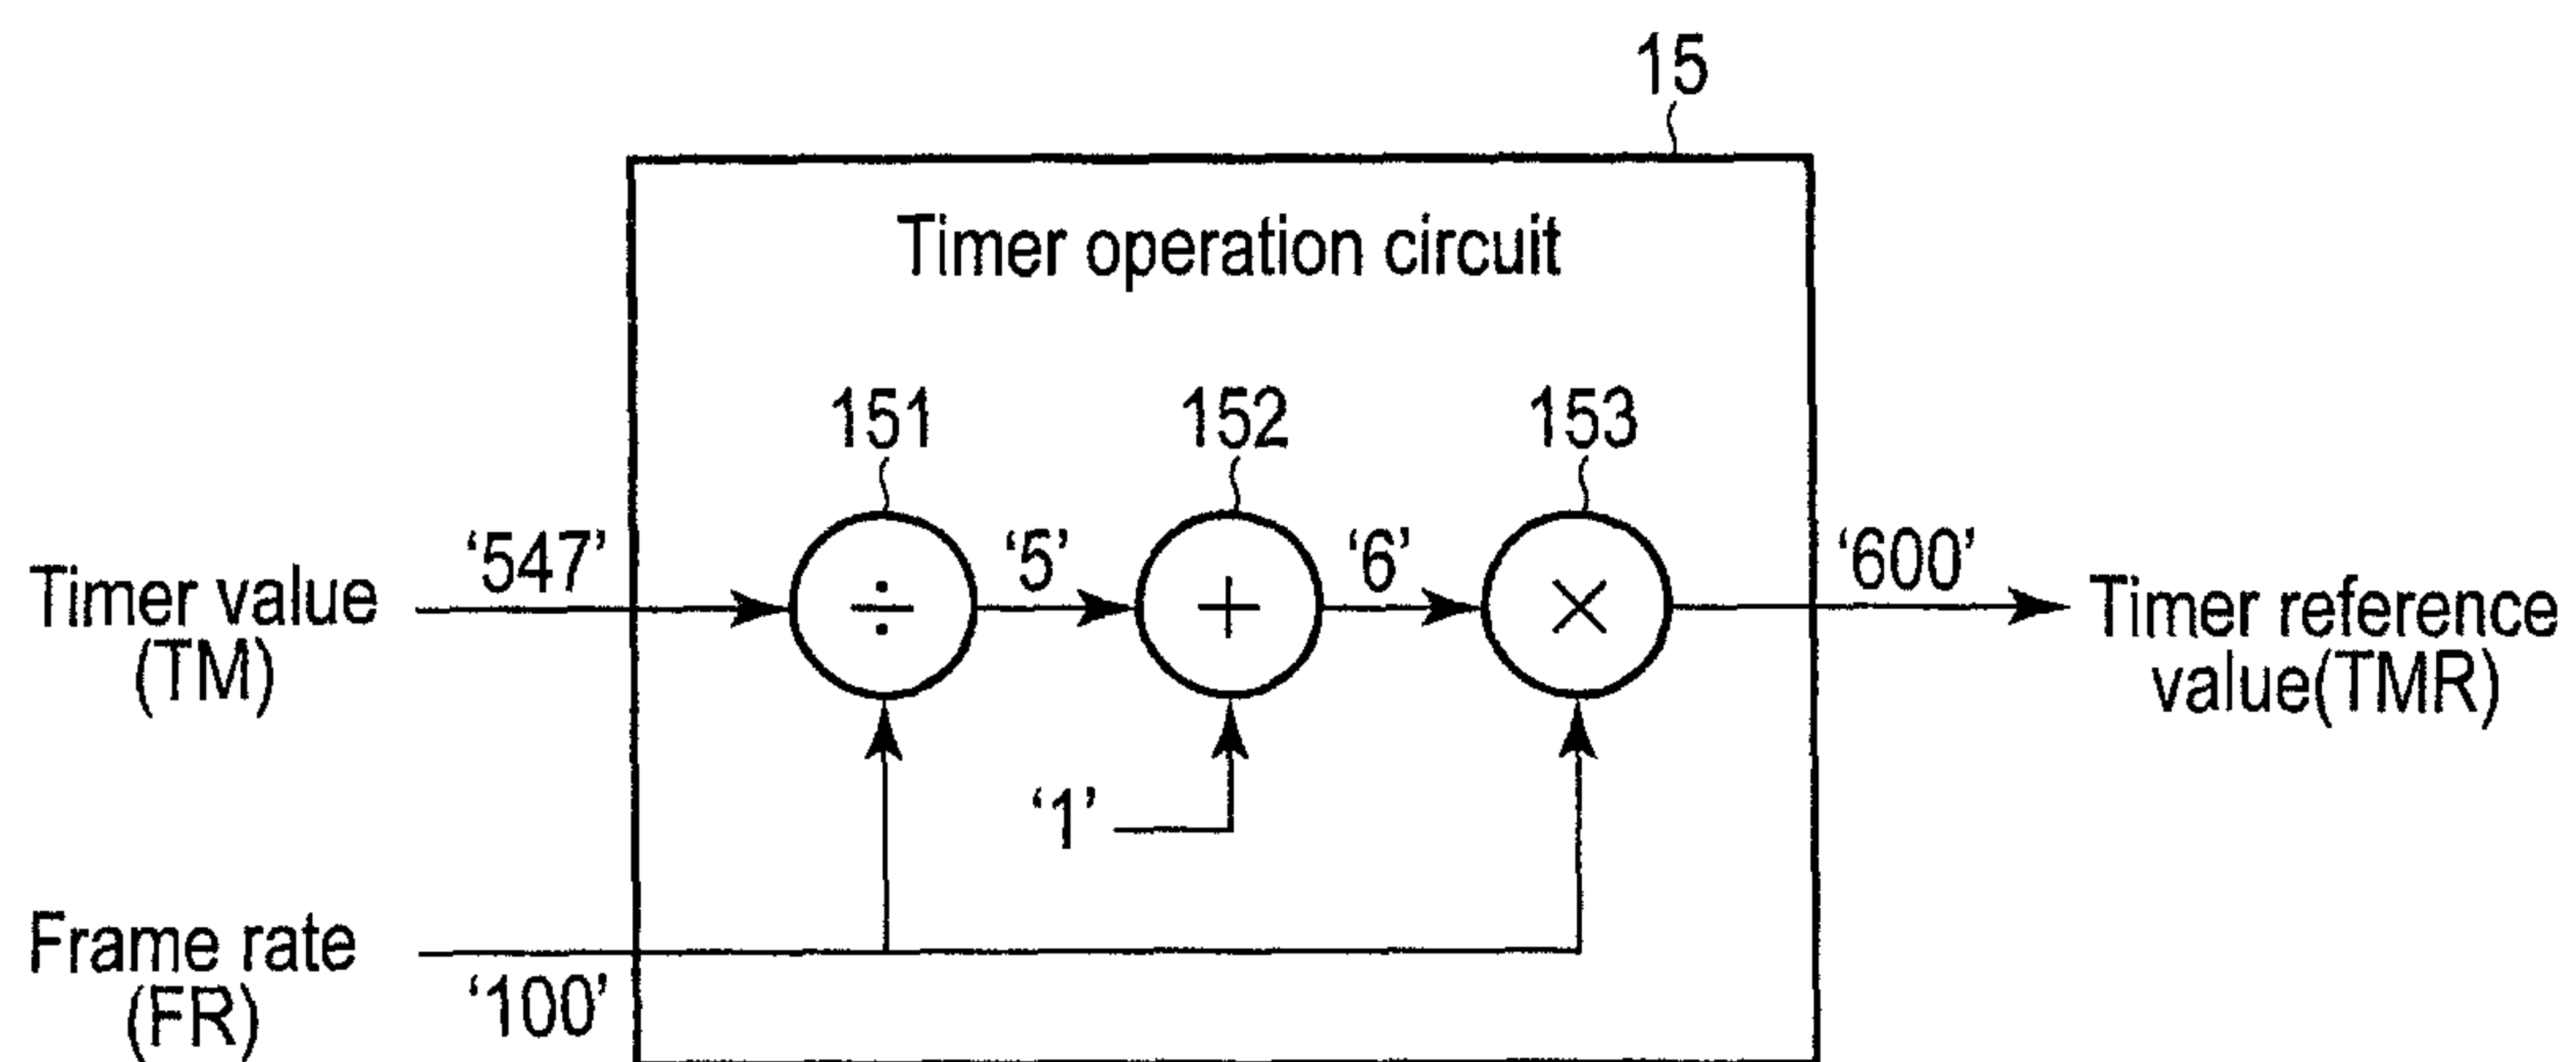 15
Timer operation circuit
151
152
153
‘547’
‘5’
‘6’
‘600’
÷
+
×
Timer value
(TM)
Timer reference
value(TMR)
‘1’
Frame rate
(FR)
‘100’